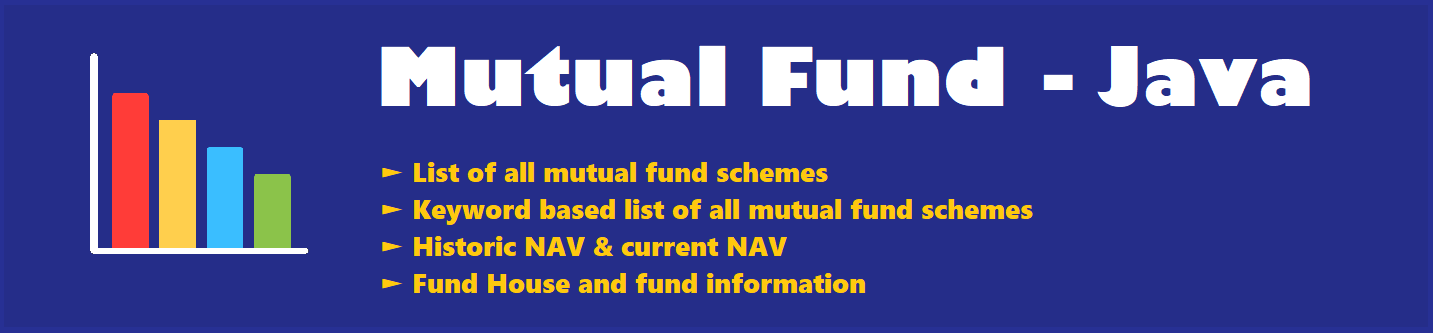 Mutual Fund - Java
► List of all mutual fund schemes
► Keyword based list of all mutual fund schemes
► Historic NAV & current NAV
► Fund House and fund information